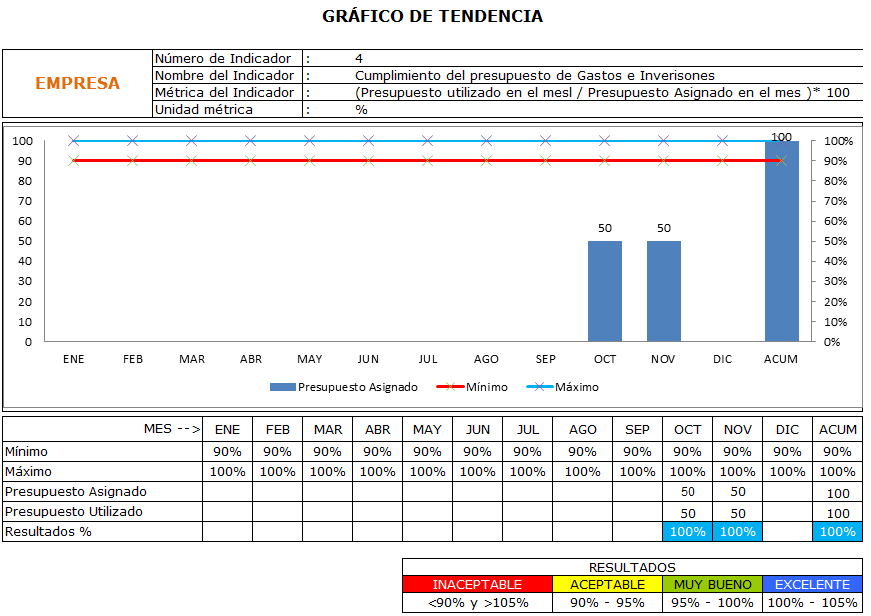 GRÁFICO DE TENDENCIA
EMPRESA
Número de Indicador : 4
Nombre del Indicador : Cumplimiento del presupuesto de Gastos e Inverisones
Métrica del Indicador : (Presupuesto utilizado en el mesl / Presupuesto Asignado en el mes )* 100
Unidad métrica : %
100 100 100%
90 90%
80 80%
70 70%
60 60%
50 50 50 50%
40 40%
30 30%
20 20%
10 10%
0 0%
ENE FEB MAR ABR MAY JUN JUL AGO SEP OCT NOV DIC ACUM
Presupuesto Asignado Mínimo Máximo
MES --> ENE FEB MAR ABR MAY JUN JUL AGO SEP OCT NOV DIC ACUM
Mínimo 90% 90% 90% 90% 90% 90% 90% 90% 90% 90% 90% 90% 90%
Máximo 100% 100% 100% 100% 100% 100% 100% 100% 100% 100% 100% 100% 100%
Presupuesto Asignado 50 50 100
Presupuesto Utilizado 50 50 100
Resultados % 100% 100% 100%
RESULTADOS
INACEPTABLE ACEPTABLE MUY BUENO EXCELENTE
<90% y >105% 90% - 95% 95% - 100% 100% - 105%